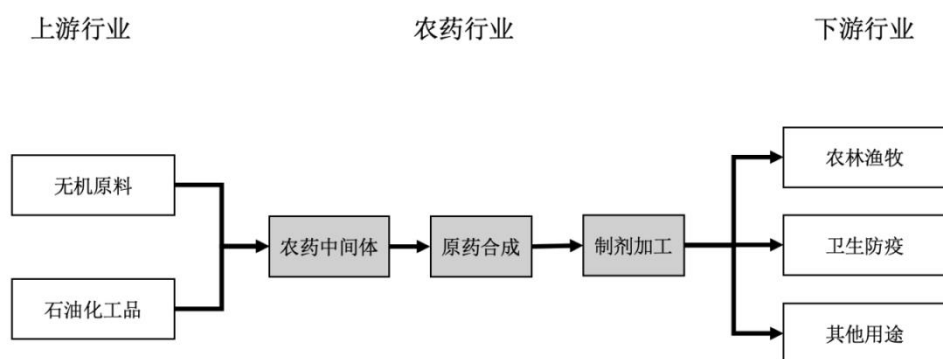 上游行业
农药行业
下游行业
无机原料
石油化工品
农药中间体
原药合成
制剂加工
农林渔牧
卫生防疫
其他用途